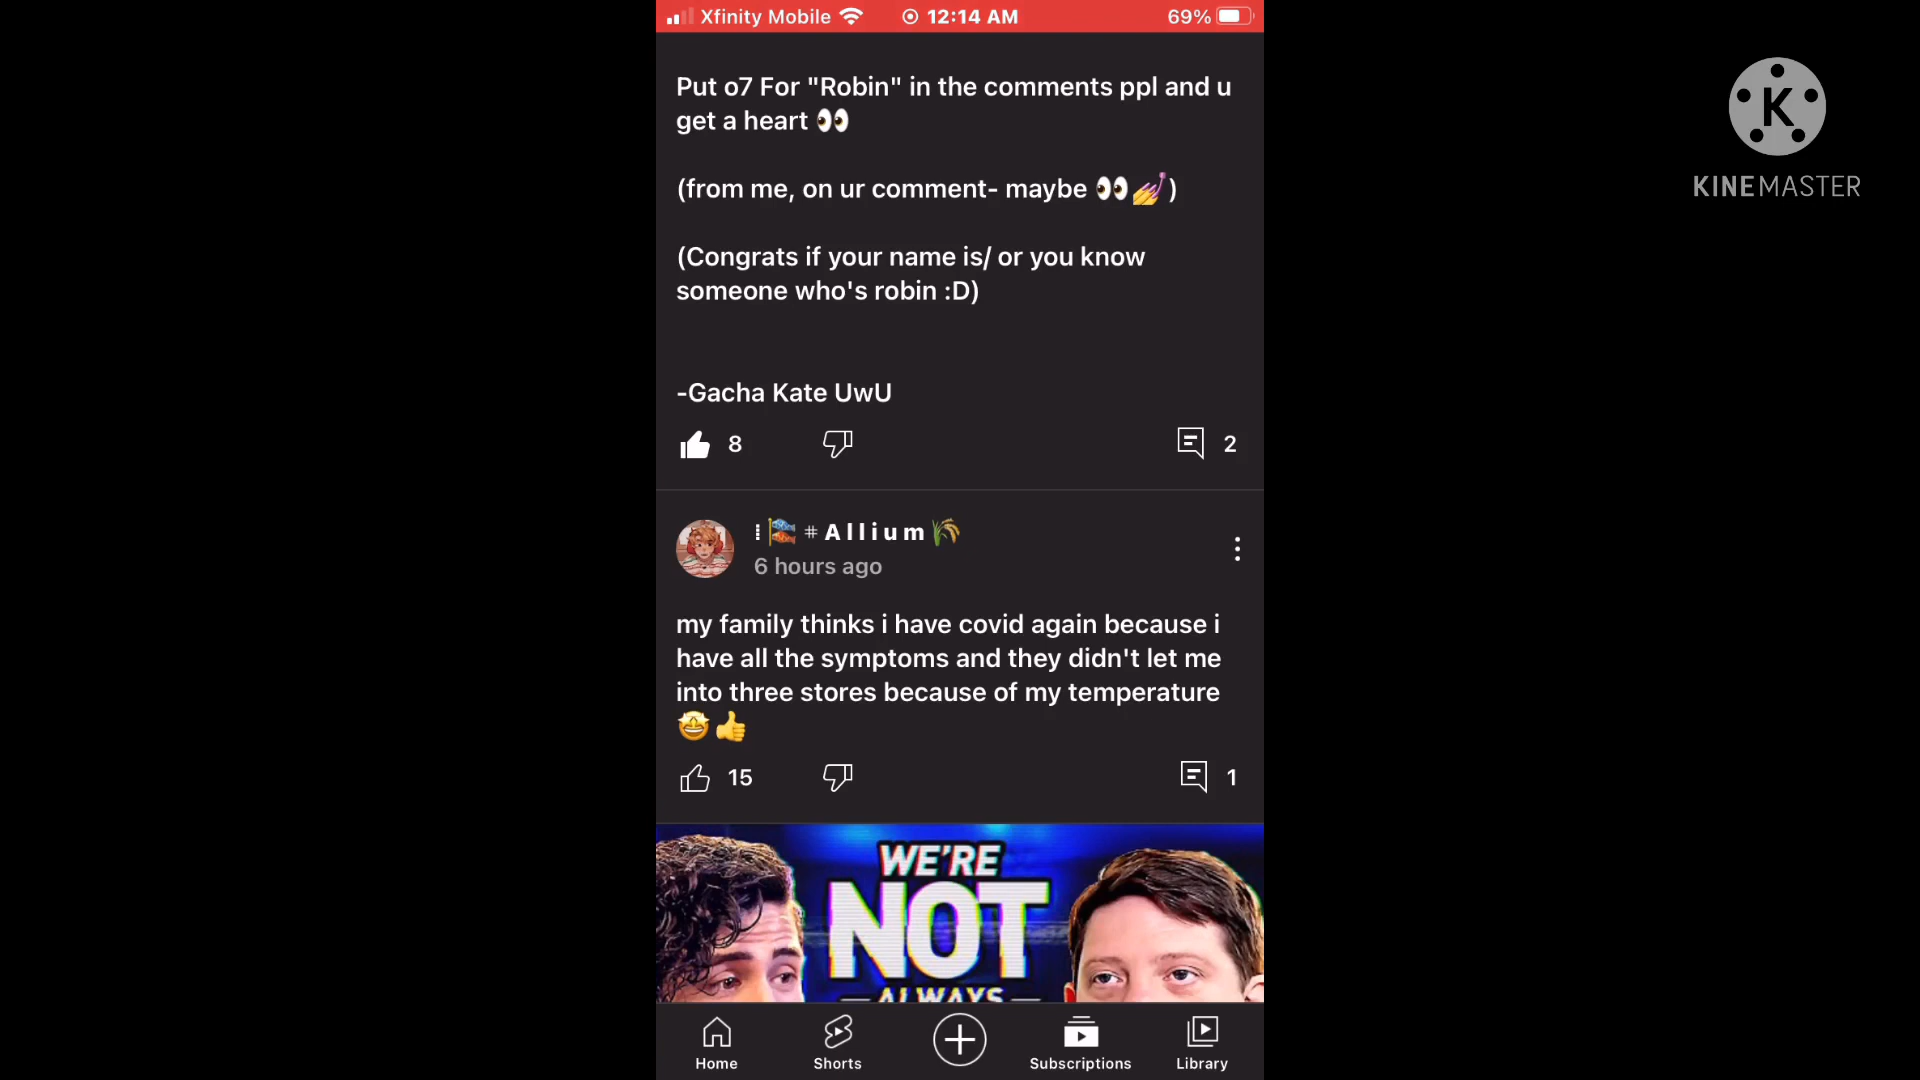 Xfinity Mobile 12:14 AM 69%
Put o7 For "Robin" in the comments ppl and u
get a heart 👀
(from me, on ur comment- maybe 👀💅)
(Congrats if your name is/ or you know
someone who's robin :D)
-Gacha Kate UwU
8 2
⁞🎏⌗Allium🌾
6 hours ago
my family thinks i have covid again because i
have all the symptoms and they didn't let me
into three stores because of my temperature
🤩👍
15 1
WE'RE
NOT
ALWAYS
Home Shorts Subscriptions Library
K
KINEMASTER